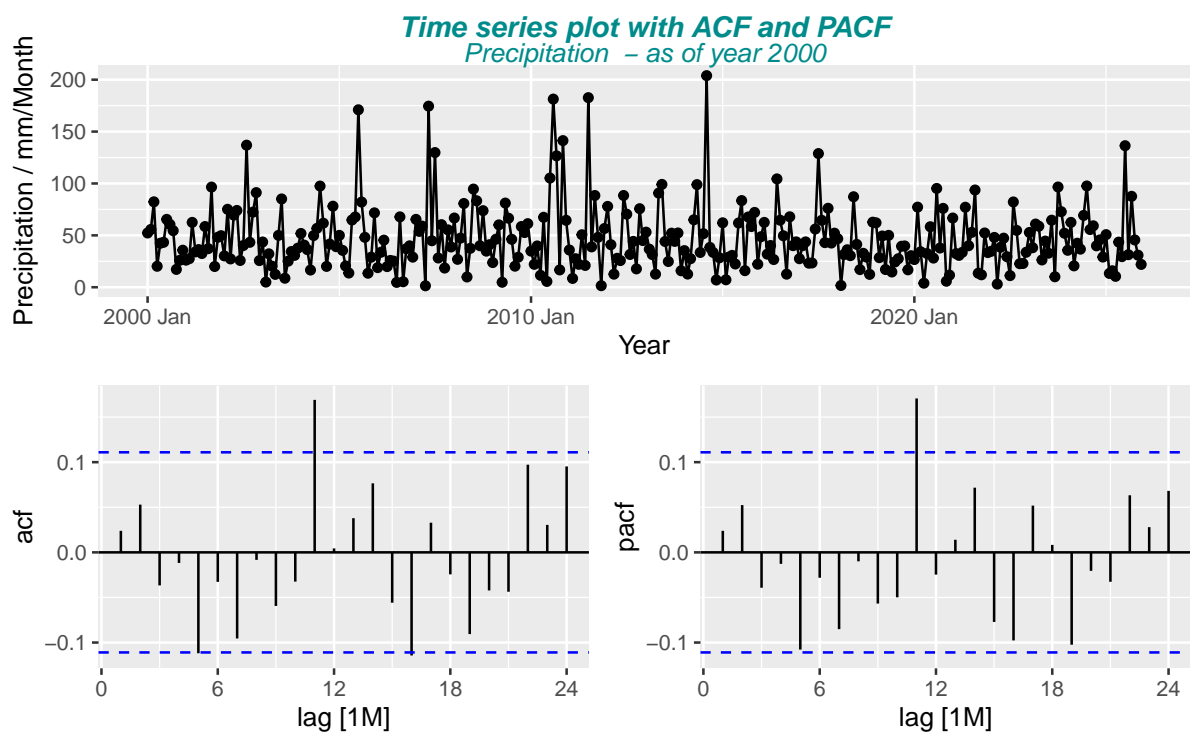 Time series plot with ACF and PACF
Precipitation – as of year 2000
Precipitation / mm/Month
200
150
100
50
0
2000 Jan
2010 Jan
2020 Jan
Year
acf
0.1
0.0
−0.1
0
6
12
18
24
lag [1M]
pacf
0.1
0.0
−0.1
0
6
12
18
24
lag [1M]